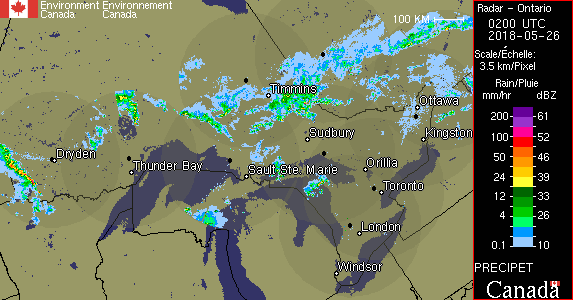 Environment Environnement
Canada Canada
100 KM
Timmins
Ottawa
Sudbury
Kingston
Dryden
Thunder Bay
Sault Ste. Marie
Orillia
Toronto
London
Windsor
Radar - Ontario
0200 UTC
2018-05-26
Scale/Échelle:
3.5 km/Pixel
Rain/Pluie
mm/hr dBZ
200 61
100 52
50 46
24 39
12 33
4 26
0.1 10
PRECIPET
Canada